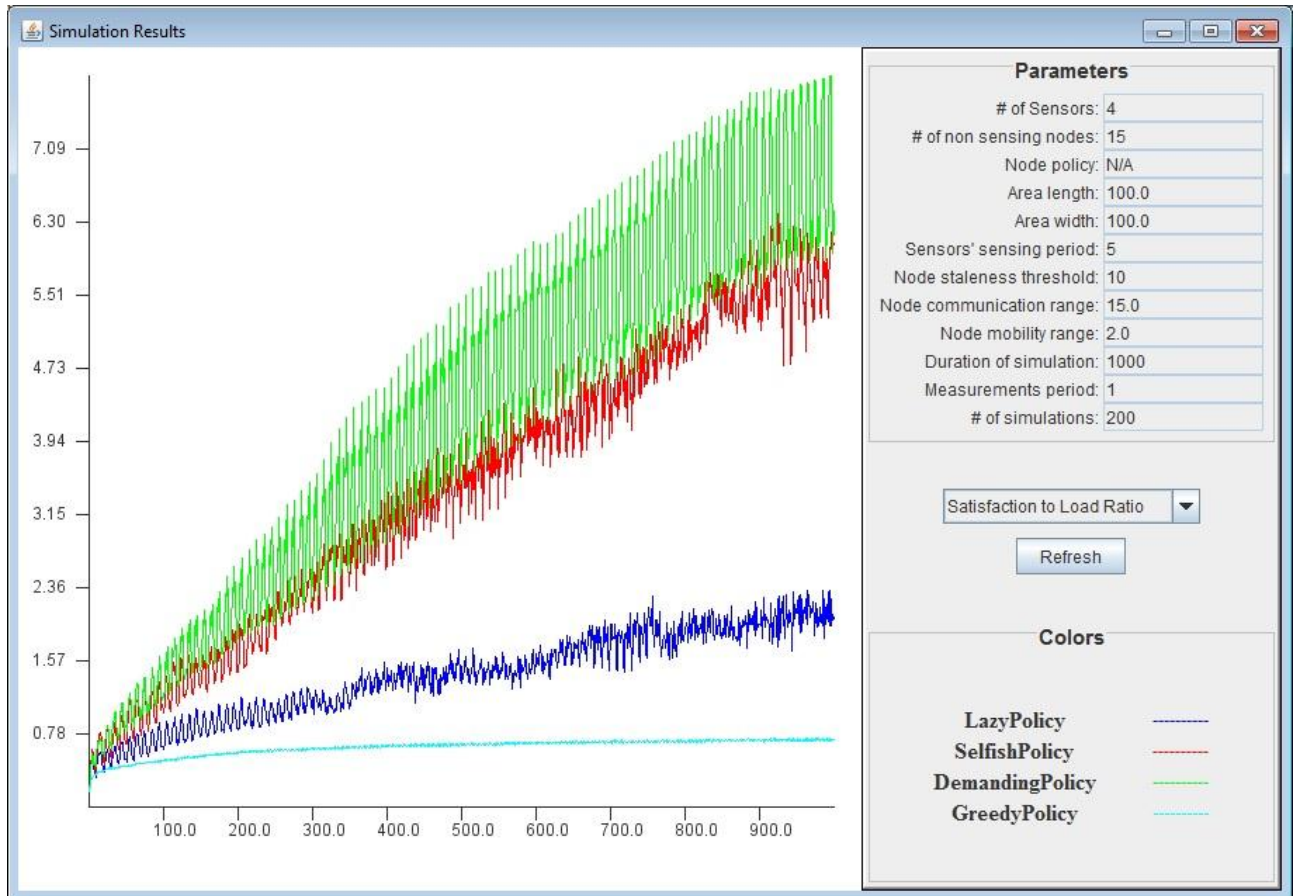 Simulation Results
7.09
6.30
5.51
4.73
3.94
3.15
2.36
1.57
0.78
100.0 200.0 300.0 400.0 500.0 600.0 700.0 800.0 900.0
Parameters
# of Sensors: 4
# of non sensing nodes: 15
Node policy: N/A
Area length: 100.0
Area width: 100.0
Sensors' sensing period: 5
Node staleness threshold: 10
Node communication range: 15.0
Node mobility range: 2.0
Duration of simulation: 1000
Measurements period: 1
# of simulations: 200
Satisfaction to Load Ratio
Refresh
Colors
LazyPolicy
SelfishPolicy
DemandingPolicy
GreedyPolicy